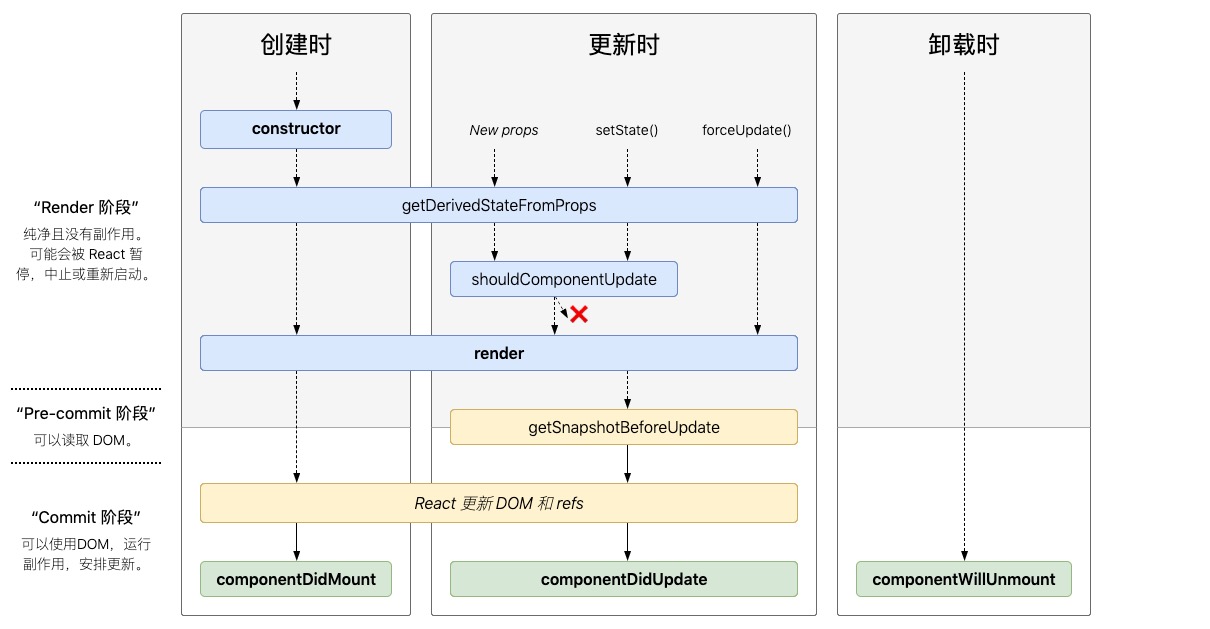 创建时
更新时
卸载时
constructor
New props
setState()
forceUpdate()
“Render 阶段”
纯净且没有副作用。
可能会被 React 暂
停，中止或重新启动。
getDerivedStateFromProps
shouldComponentUpdate
render
“Pre-commit 阶段”
可以读取 DOM。
getSnapshotBeforeUpdate
“Commit 阶段”
可以使用DOM，运行
副作用，安排更新。
React 更新 DOM 和 refs
componentDidMount
componentDidUpdate
componentWillUnmount